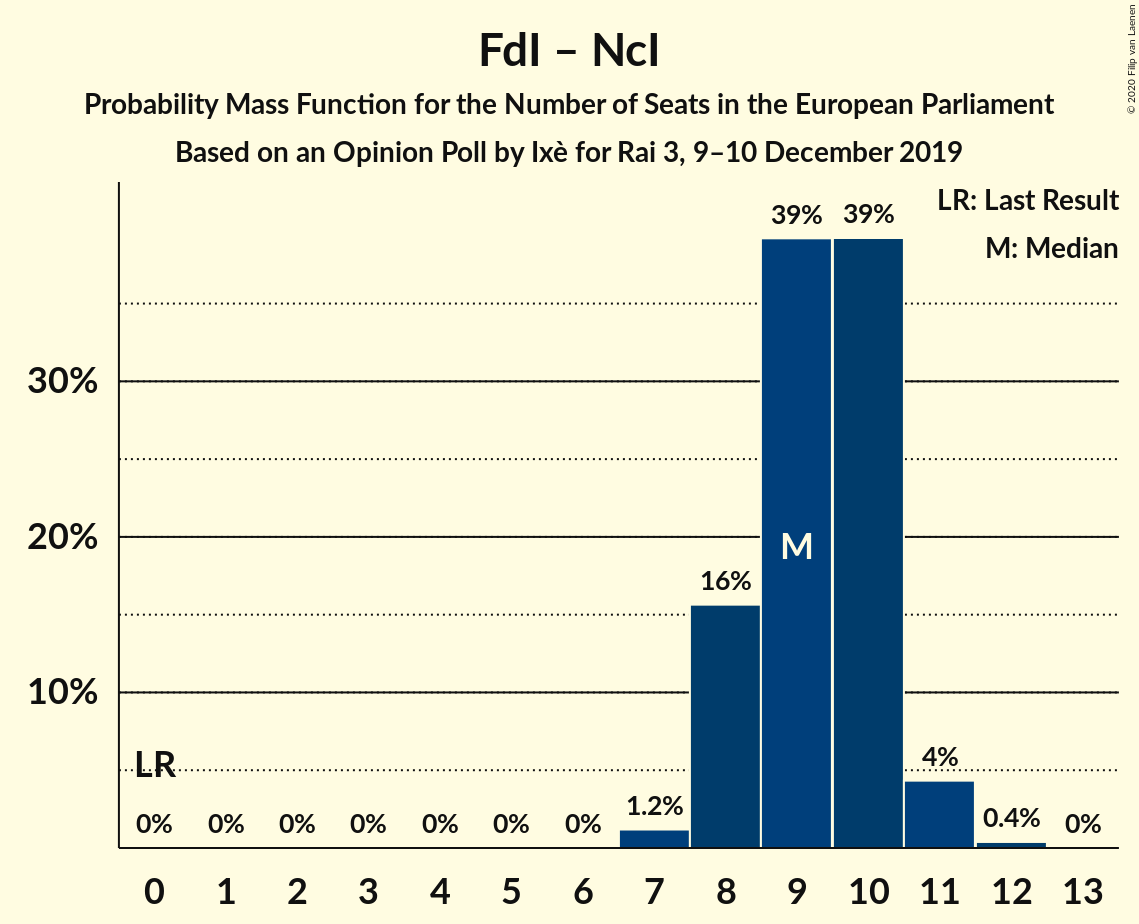 FdI – NcI
Probability Mass Function for the Number of Seats in the European Parliament
Based on an Opinion Poll by Ixè for Rai 3, 9–10 December 2019
© 2020 Filip van Laenen
LR: Last Result
M: Median
39% 39%
30%
20%
M
16%
10%
LR
4%
1.2%
0.4%
0% 0% 0% 0% 0% 0% 0% 0%
0 1 2 3 4 5 6 7 8 9 10 11 12 13